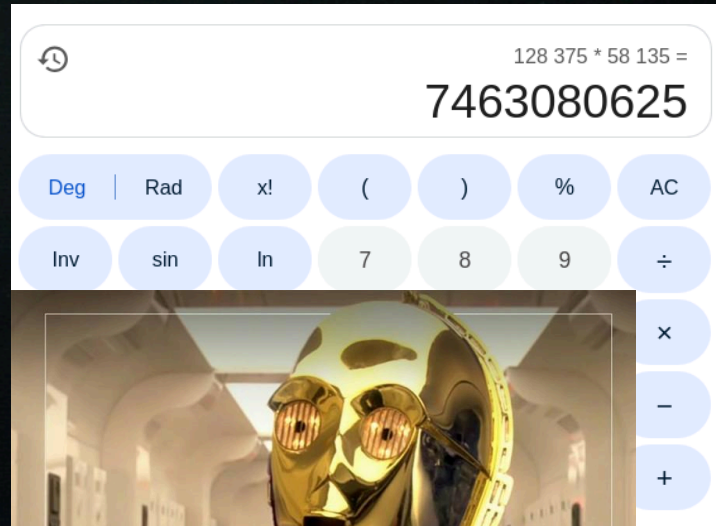 128 375 * 58 135 =
7463080625
Deg | Rad x! ( ) % AC
Inv sin ln 7 8 9 ÷
×
−
+